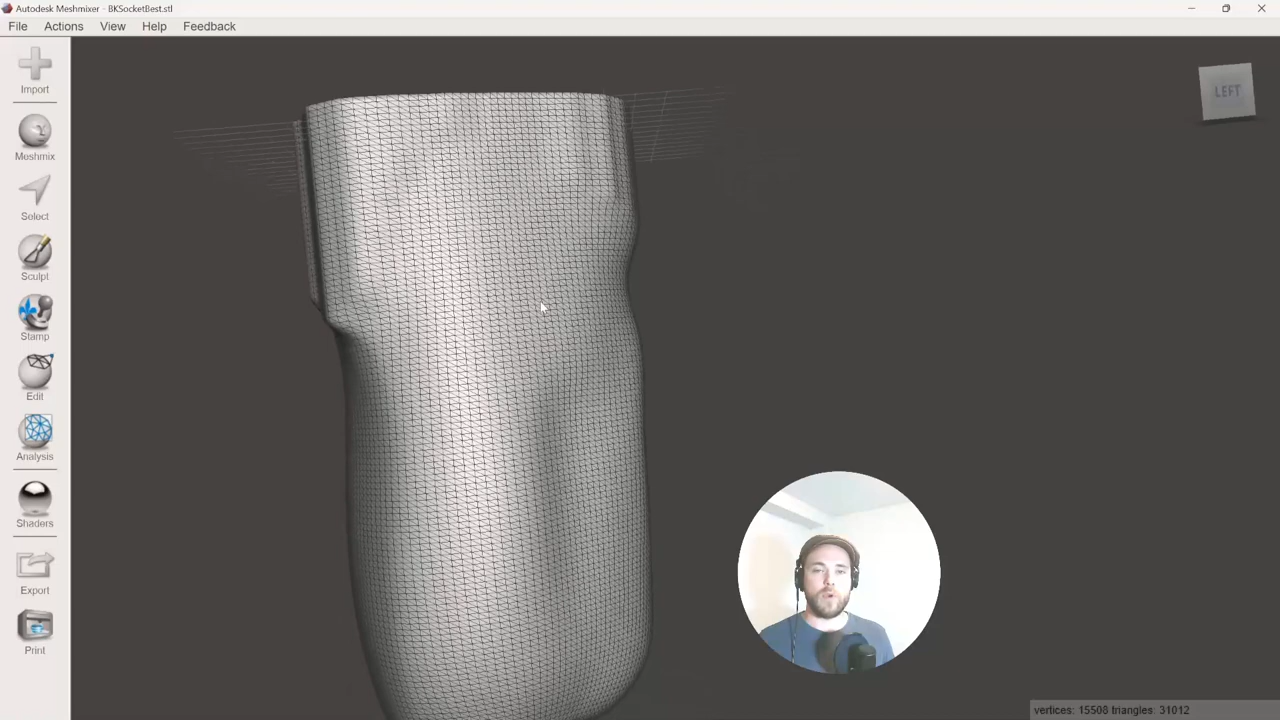 Autodesk Meshmixer - BKSocketBest.stl
File Actions View Help Feedback
Import
Meshmix
Select
Sculpt
Stamp
Edit
Analysis
Shaders
Export
Print
LEFT
vertices: 15508 triangles: 31012